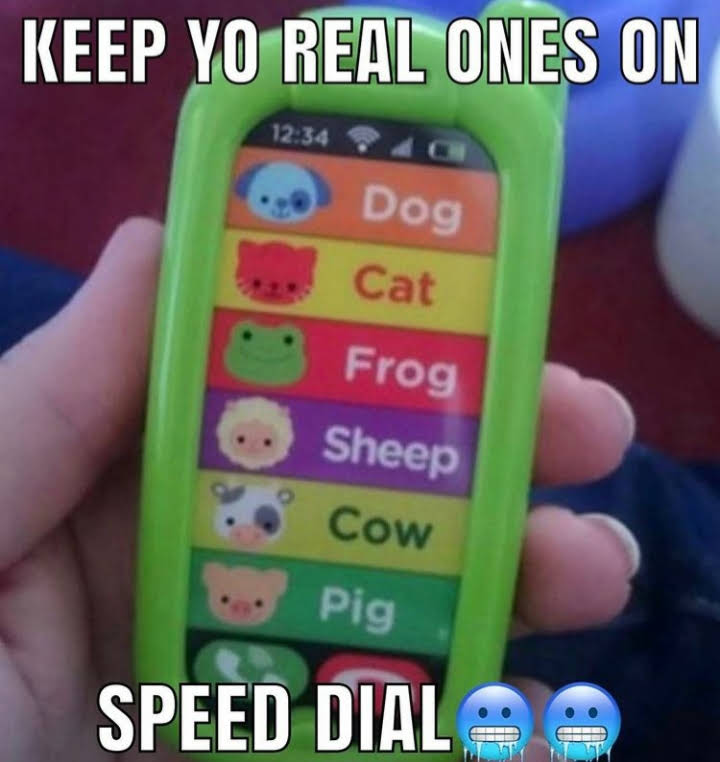 KEEP YO REAL ONES ON
12:34
Dog
Cat
Frog
Sheep
Cow
Pig
SPEED DIAL🥶🥶